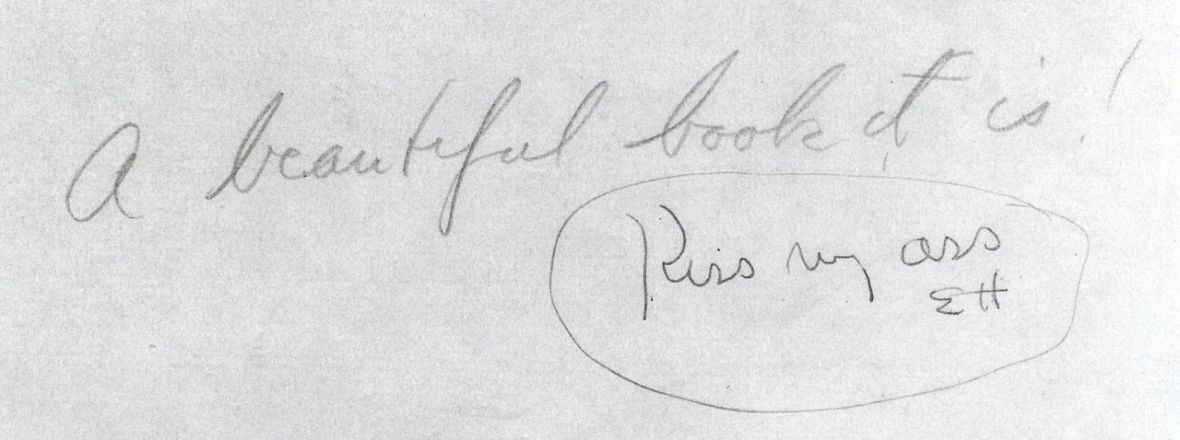 A beautiful book it is!
Kiss my ass
EH